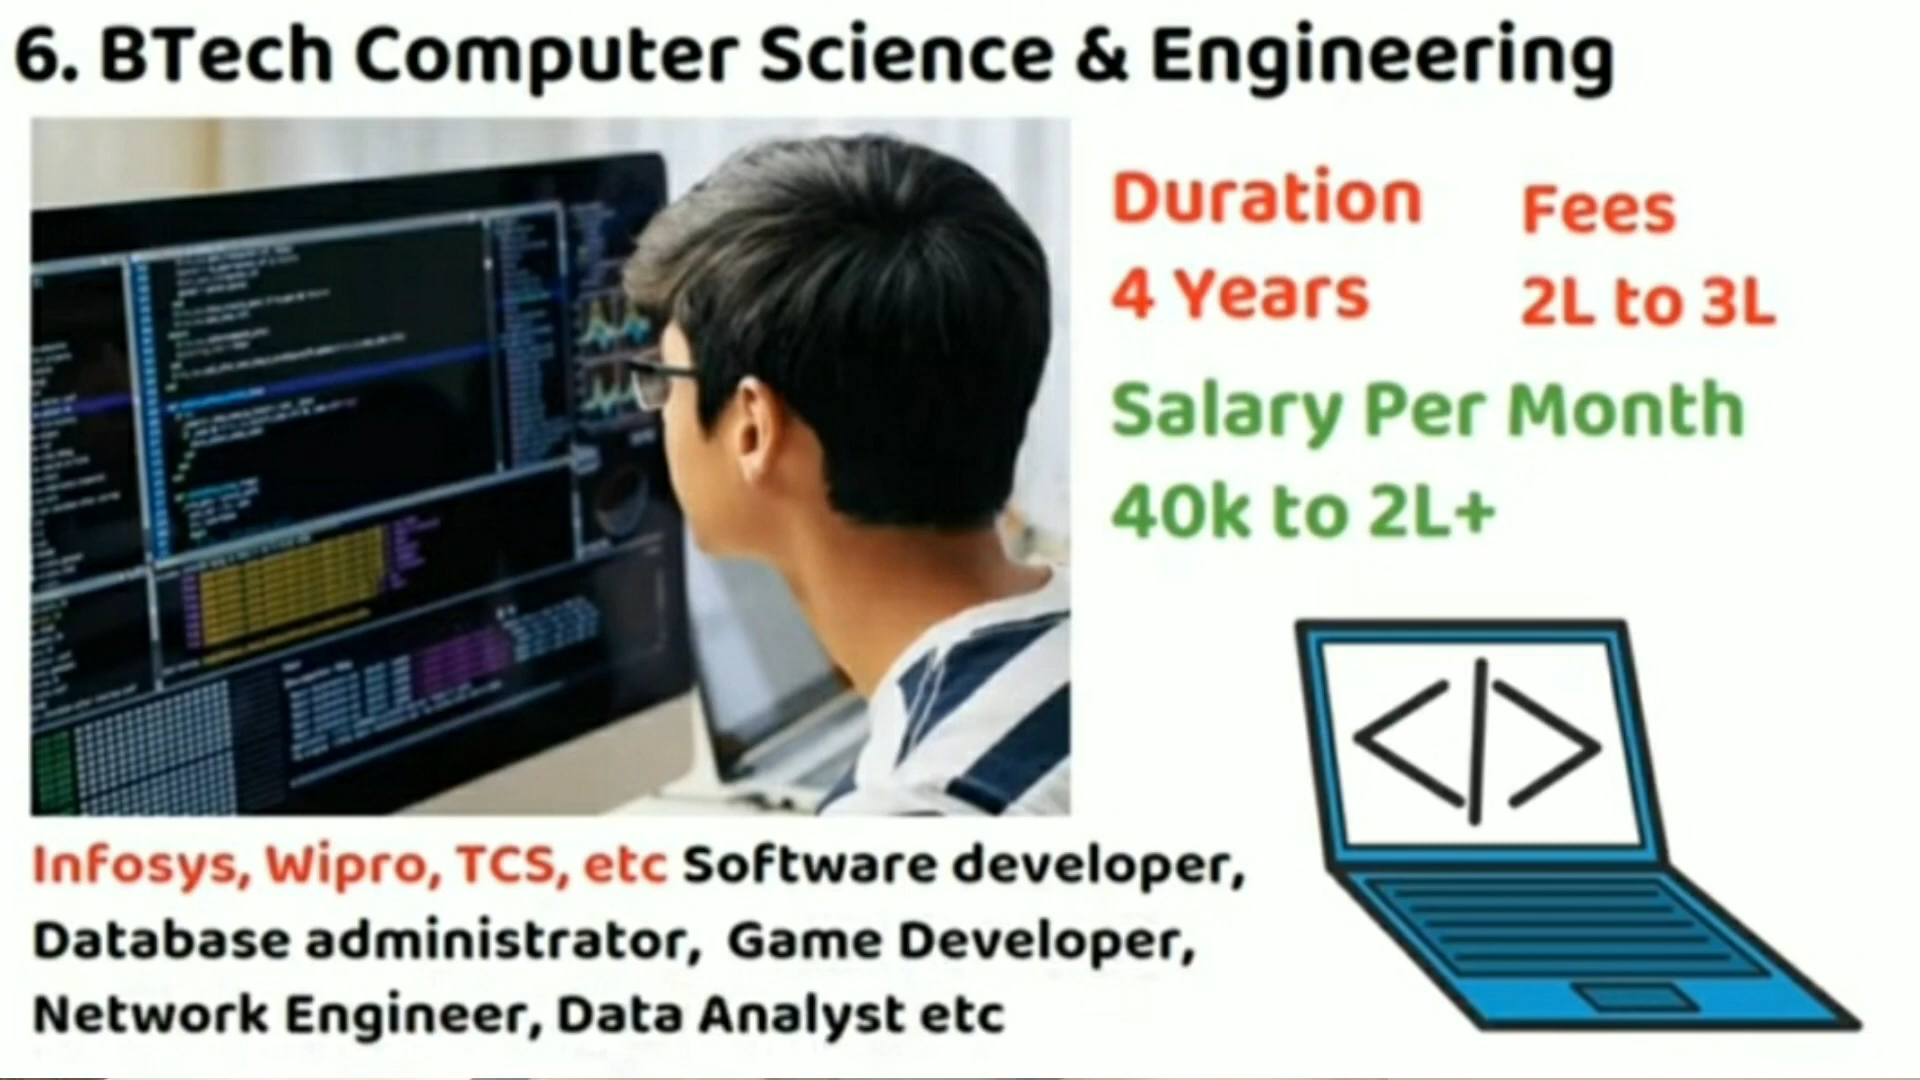 6. BTech Computer Science & Engineering
Duration
4 Years
Fees
2L to 3L
Salary Per Month
40k to 2L+
</>
Infosys, Wipro, TCS, etc Software developer,
Database administrator, Game Developer,
Network Engineer, Data Analyst etc